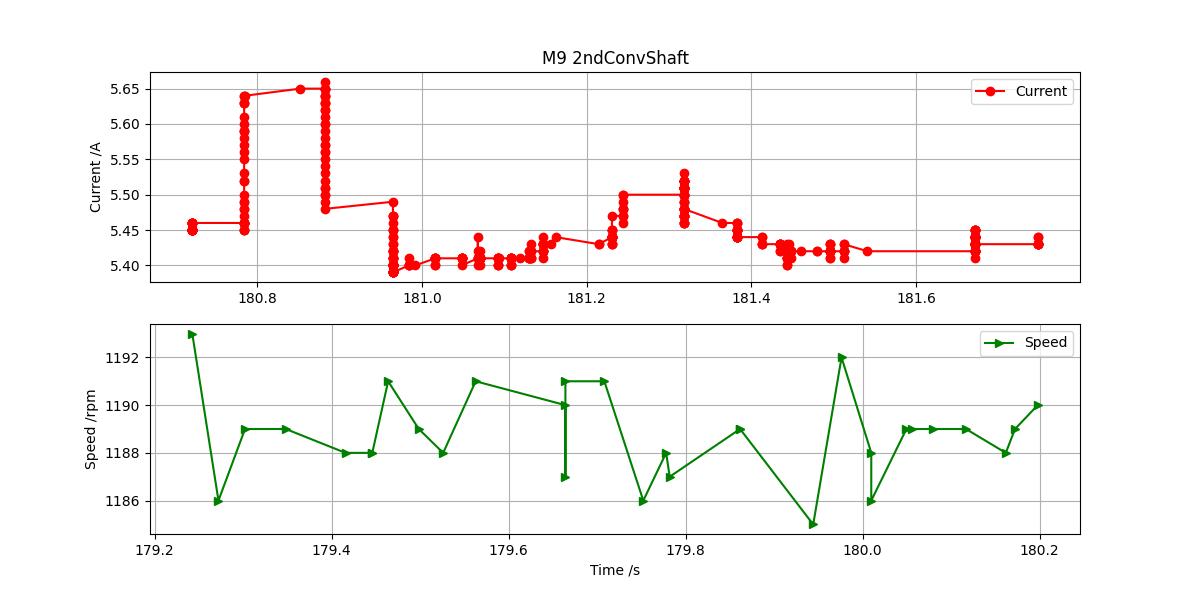 M9 2ndConvShaft
Current /A
5.65
5.60
5.55
5.50
5.45
5.40
Current
180.8 181.0 181.2 181.4 181.6
Speed /rpm
1192
1190
1188
1186
Speed
179.2 179.4 179.6 179.8 180.0 180.2
Time /s